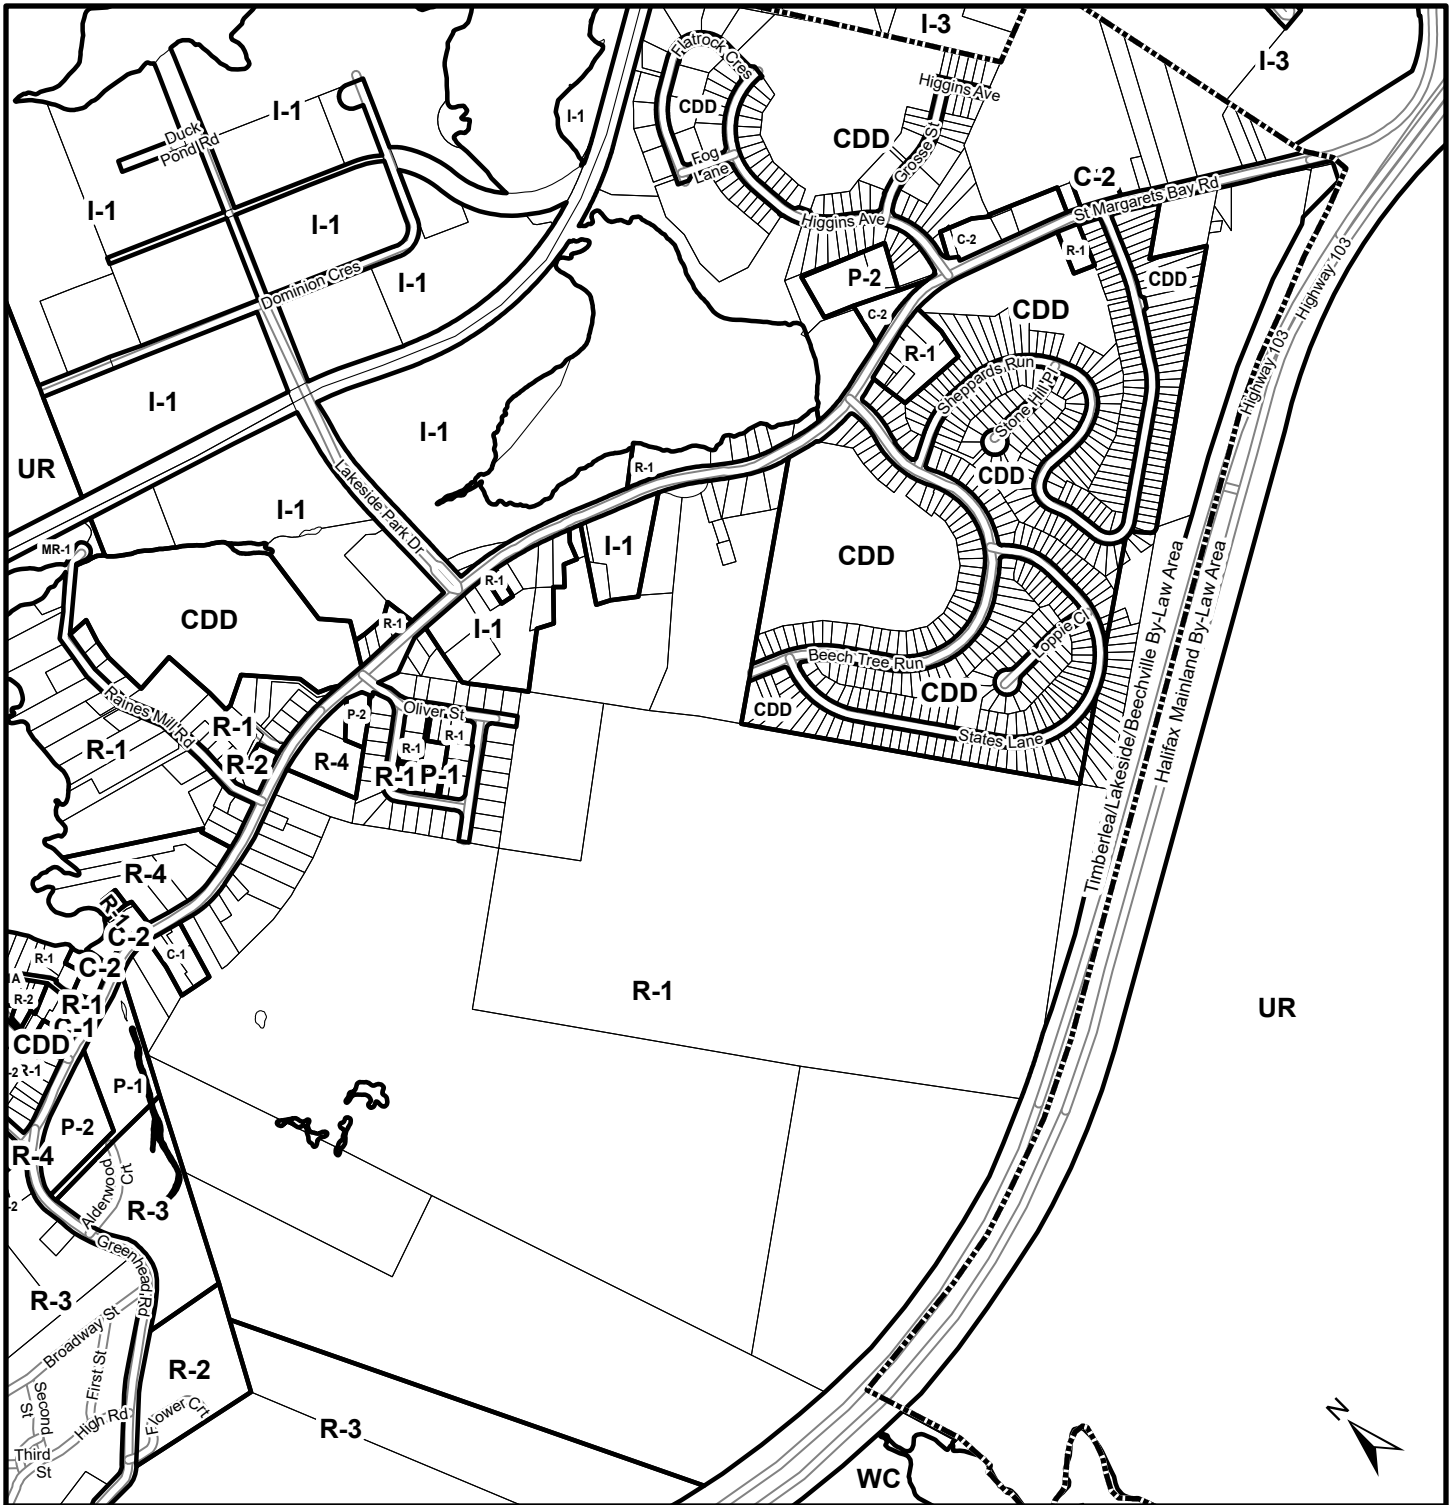 I-3
I-3
Flatrock Cres
Higgins Ave
CDD
I-1
I-1
CDD
Duck
Pond Rd
Fog
Lane
Grosse St
C-2
St Margarets Bay Rd
I-1
I-1
Higgins Ave
C-2
R-1
CDD
P-2
Dominion Cres
I-1
CDD
C-2
Highway 103
Highway 103
R-1
Sheppards Run
Stone Hill Pl
I-1
I-1
UR
R-1
CDD
Lakeside Park Dr
I-1
MR-1
I-1
CDD
R-1
CDD
R-1
I-1
Beech Tree Run
CDD
CDD
States Lane
Timberlea/Lakeside/Beechville By-Law Area
Halifax Mainland By-Law Area
Raines Mill Rd
R-1
R-1
R-2
P-2
R-4
Oliver St
R-1
R-1
R-1
P-1
R-4
R-1
C-2
C-1
C-2
R-1
R-2
R-1
C-1
CDD
R-1
P-1
P-2
R-4
R-1
UR
Alderwood
Crt
R-3
Greenhead Rd
R-3
Broadway St
First St
Second
St
High Rd
Third
St
R-2
Flower Crt
R-3
WC
N